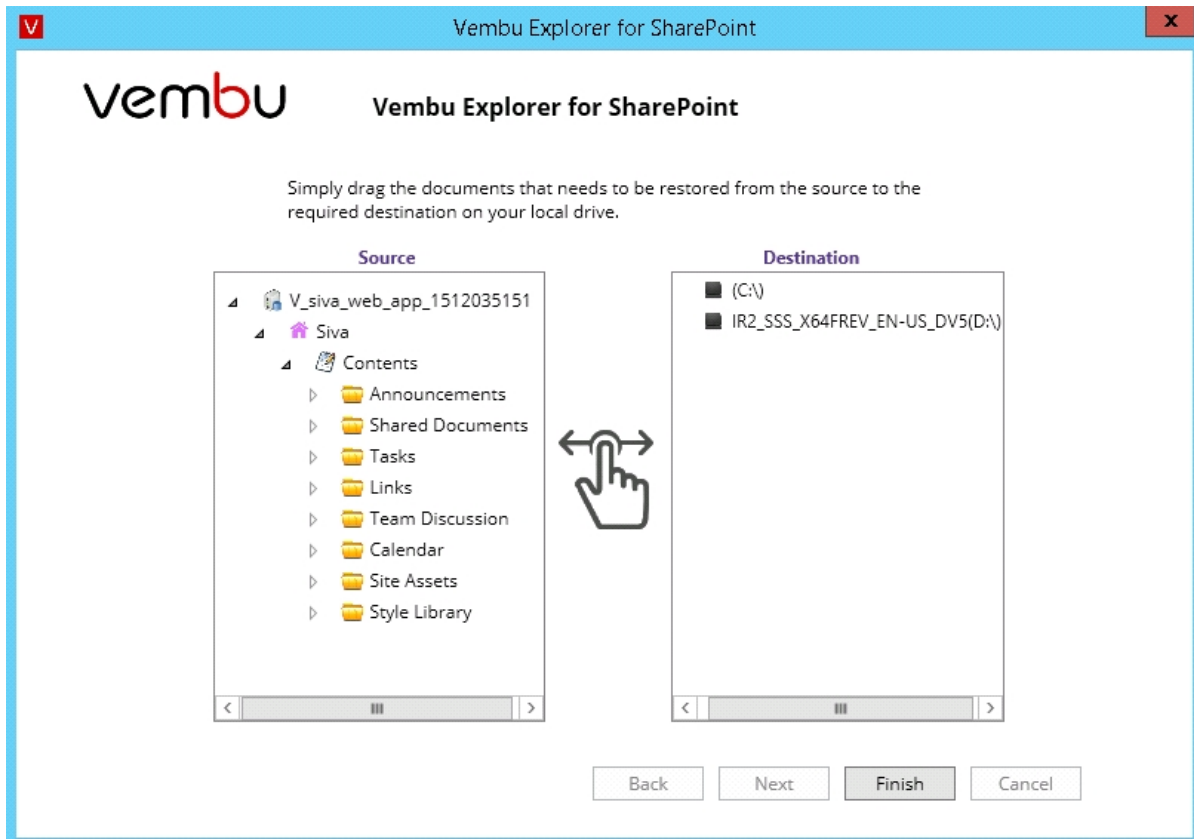 V
Vembu Explorer for SharePoint
x
vembu
Vembu Explorer for SharePoint
Simply drag the documents that needs to be restored from the source to the
required destination on your local drive.
Source
V_siva_web_app_1512035151
Siva
Contents
Announcements
Shared Documents
Tasks
Links
Team Discussion
Calendar
Site Assets
Style Library
Destination
(C:\)
IR2_SSS_X64FREV_EN-US_DV5(D:\)
Back
Next
Finish
Cancel